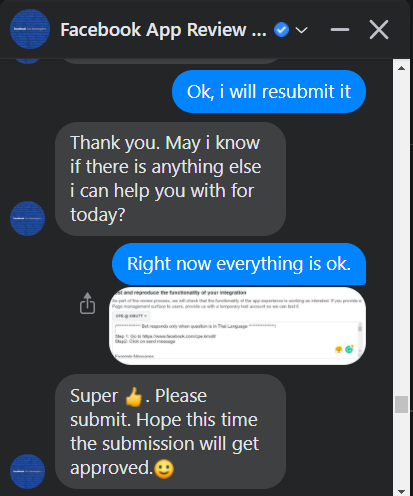 Facebook App Review ...
Ok, i will resubmit it
Thank you. May i know
if there is anything else
i can help you with for
today?
Right now everything is ok.
and reproduce the functionality of your integration
part of the review process, we will check that the functionality of the app experience is working as intended. If you provide a
Page management surface to users, provide us with a temporary test account so we can test it.
Bot responds only when question is in Thai Language
Step 1: Go to https://www.facebook.com/cpe.kmutt/
Step2: Click on send message
Example Messages
Super 👍. Please
submit. Hope this time
the submission will get
approved.🙂